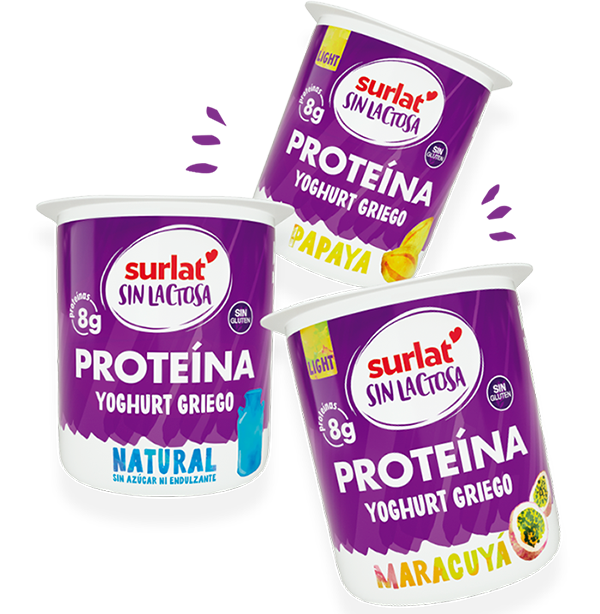 LIGHT
surlat
SIN LACTOSA
proteínas
8g
SIN
GLUTEN
PROTEÍNA
YOGHURT GRIEGO
PAPAYA
surlat
SIN LACTOSA
proteínas
8g
SIN
GLUTEN
PROTEÍNA
YOGHURT GRIEGO
NATURAL
SIN AZÚCAR NI ENDULZANTE
LIGHT
surlat
SIN LACTOSA
proteínas
8g
SIN
GLUTEN
PROTEÍNA
YOGHURT GRIEGO
MARACUYÁ